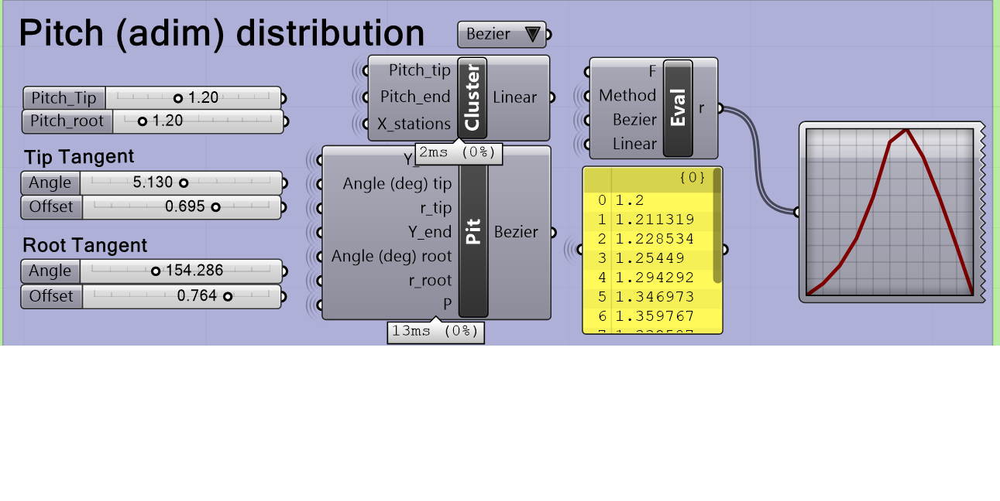 Pitch (adim) distribution
Bezier
Pitch_Tip 1.20
Pitch_root 1.20
Tip Tangent
Angle 5.130
Offset 0.695
Root Tangent
Angle 154.286
Offset 0.764
Pitch_tip
Pitch_end
X_stations
Cluster
Linear
2ms (0%)
Y_
Angle (deg) tip
r_tip
Y_end
Angle (deg) root
r_root
P
Pit
Bezier
13ms (0%)
F
Method
Bezier
Linear
Eval
r
{0}
0 1.2
1 1.211319
2 1.228534
3 1.25449
4 1.294292
5 1.346973
6 1.359767